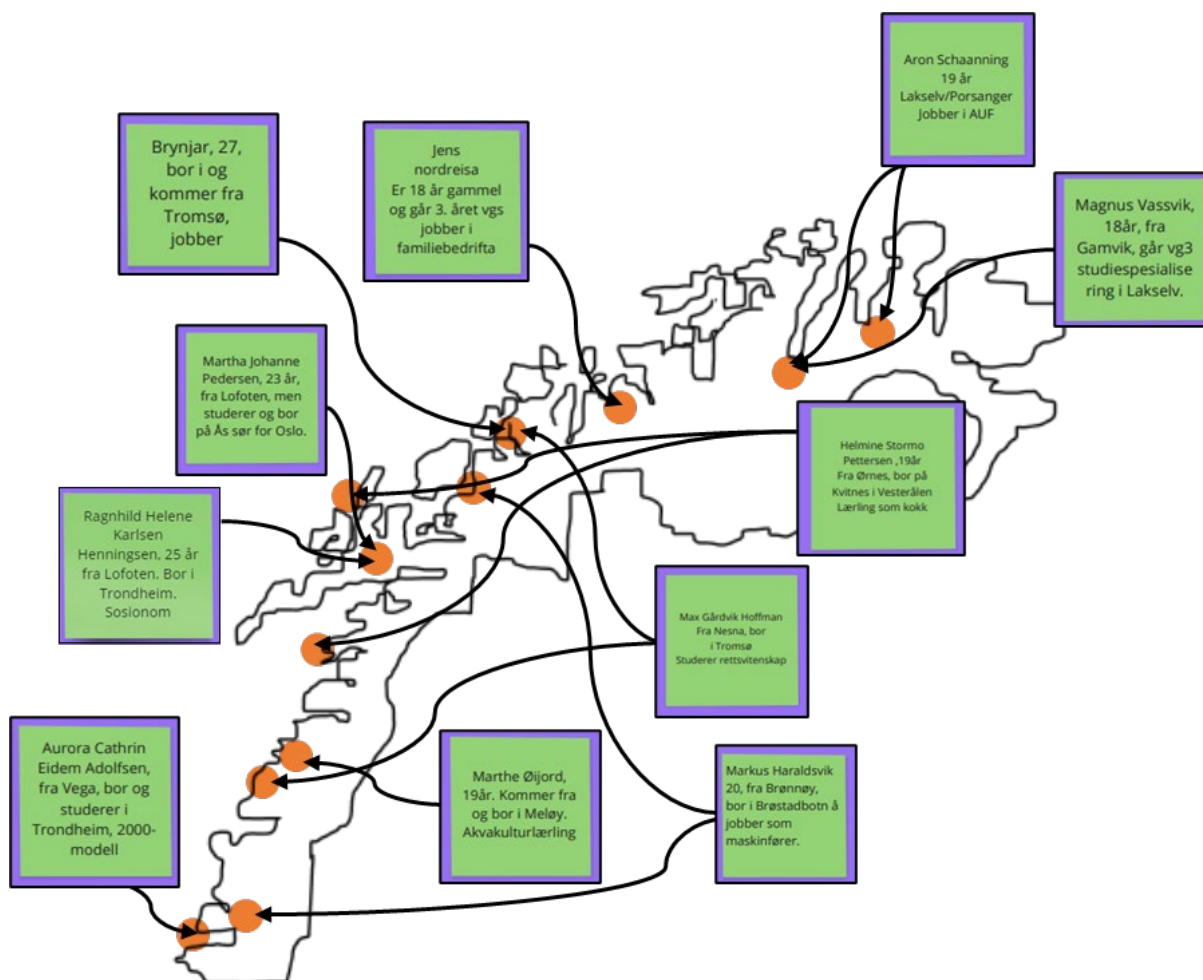 Aron Schaanning
19 år
Lakselv/Porsanger
Jobber i AUF
Brynjar, 27,
bor i og
kommer fra
Tromsø,
jobber
Jens
nordreisa
Er 18 år gammel
og går 3. året vgs
jobber i
familiebedrifta
Magnus Vassvik,
18år, fra
Gamvik, går vg3
studiespesialise
ring i Lakselv.
Martha Johanne
Pedersen, 23 år,
fra Lofoten, men
studerer og bor
på Ås sør for Oslo.
Helmine Stormo
Pettersen ,19år
Fra Ørnes, bor på
Kvitnes i Vesterålen
Lærling som kokk
Ragnhild Helene
Karlsen
Henningsen, 25 år
fra Lofoten. Bor i
Trondheim.
Sosionom
Max Gårdvik Hoffman
Fra Nesna, bor
i Tromsø
Studerer rettsvitenskap
Aurora Cathrin
Eidem Adolfsen,
fra Vega, bor og
studerer i
Trondheim, 2000-
modell
Marthe Øijord,
19år. Kommer fra
og bor i Meløy.
Akvakulturlærling
Markus Haraldsvik
20, fra Brønnøy,
bor i Brøstadbotn å
jobber som
maskinfører.